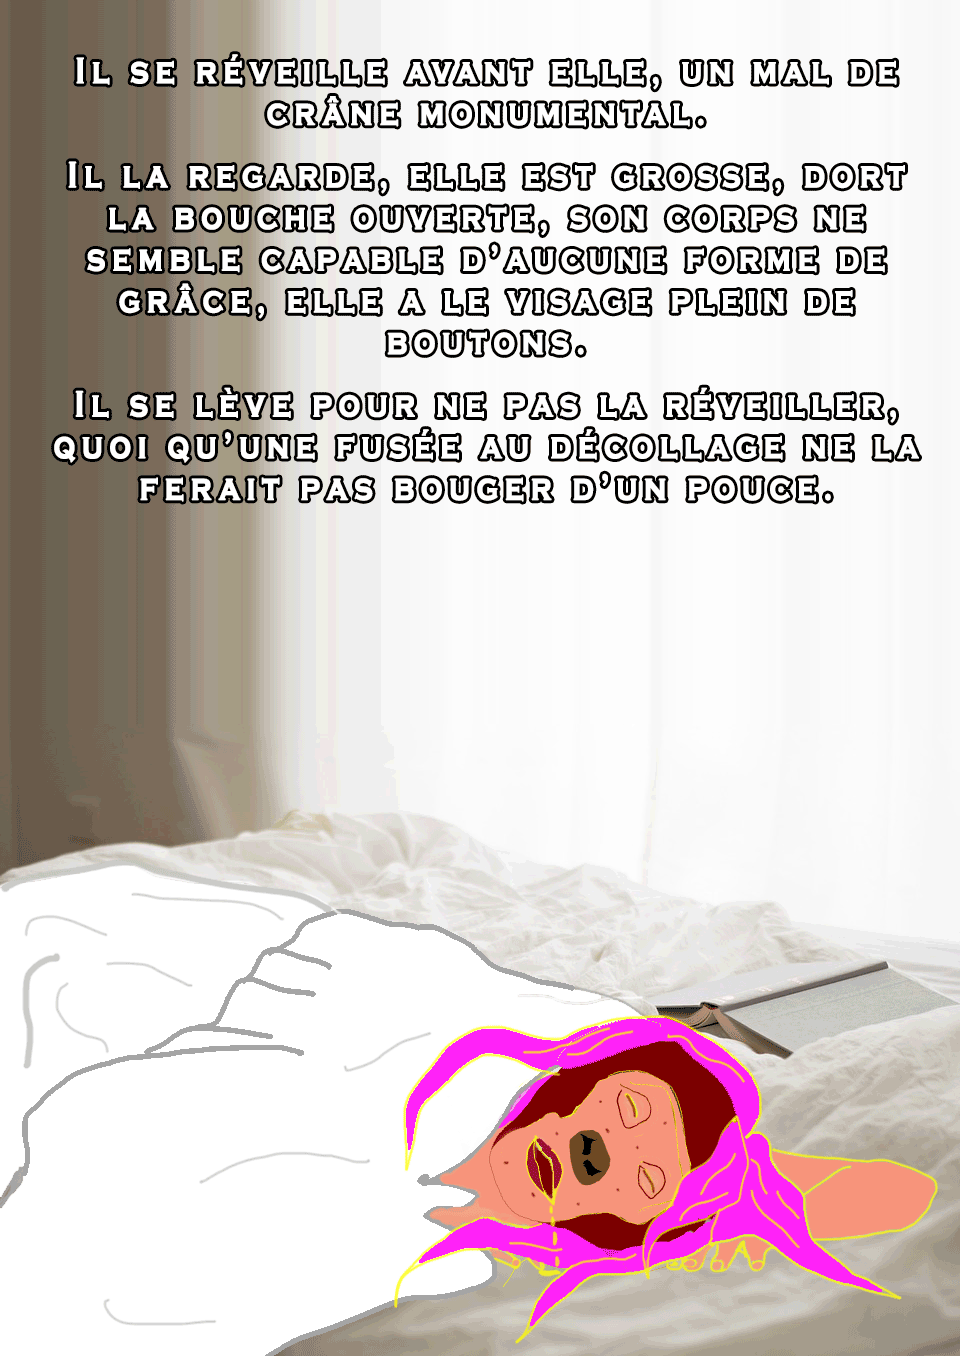 Il se réveille avant elle, un mal de
crâne monumental.
Il la regarde, elle est grosse, dort
la bouche ouverte, son corps ne
semble capable d'aucune forme de
grâce, elle a le visage plein de
boutons.
Il se lève pour ne pas la réveiller,
quoi qu'une fusée au décollage ne la
ferait pas bouger d'un pouce.